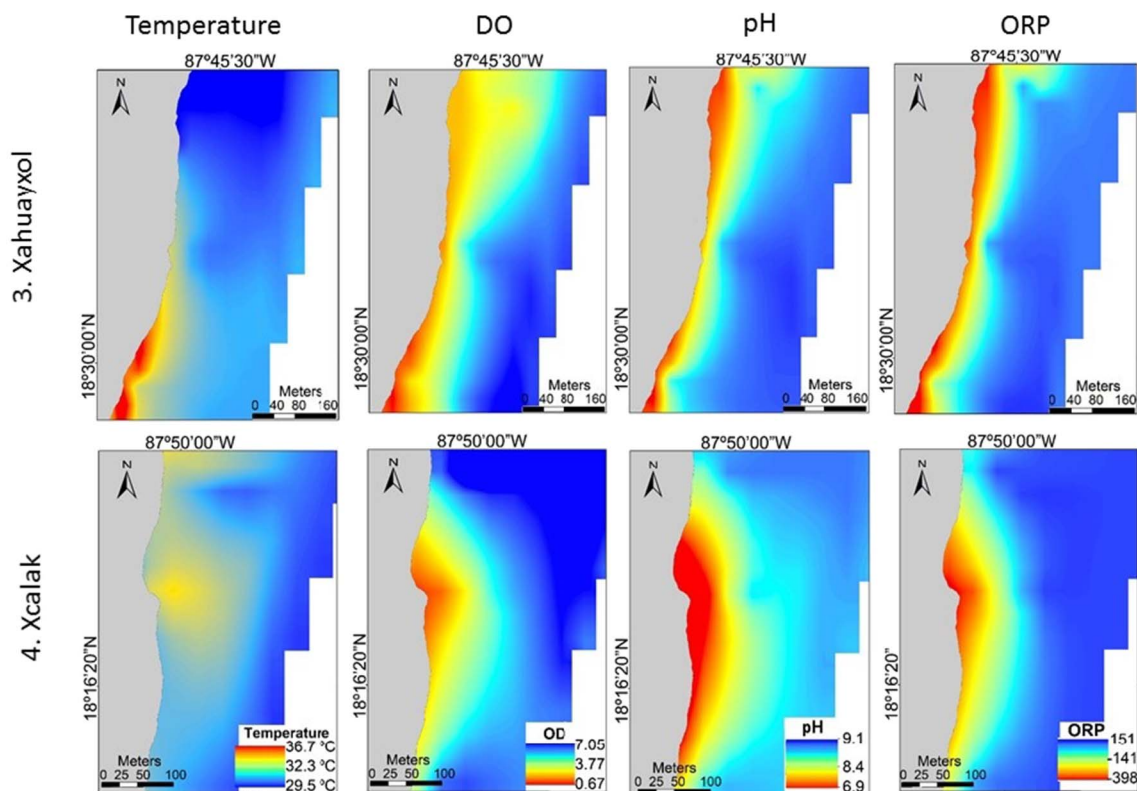 Temperature DO pH ORP
87°45'30"W 87°45'30"W 87°45'30"W 87°45'30"W
N N N N
3. Xahuayxol
18°30'00"N 18°30'00"N 18°30'00"N 18°30'00"N
Meters Meters Meters Meters
0 40 80 160 0 40 80 160 0 40 80 160 0 40 80 160
87°50'00"W 87°50'00"W 87°50'00"W 87°50'00"W
N N N N
4. Xcalak
18°16'20"N 18°16'20"N 18°16'20"N 18°16'20"
Temperature OD pH ORP
36.7 °C 7.05 9.1 151
32.3 °C 3.77 8.4 -141
29.5 °C 0.67 6.9 -398
Meters Meters Meters Meters
0 25 50 100 0 25 50 100 0 25 50 100 0 25 50 100